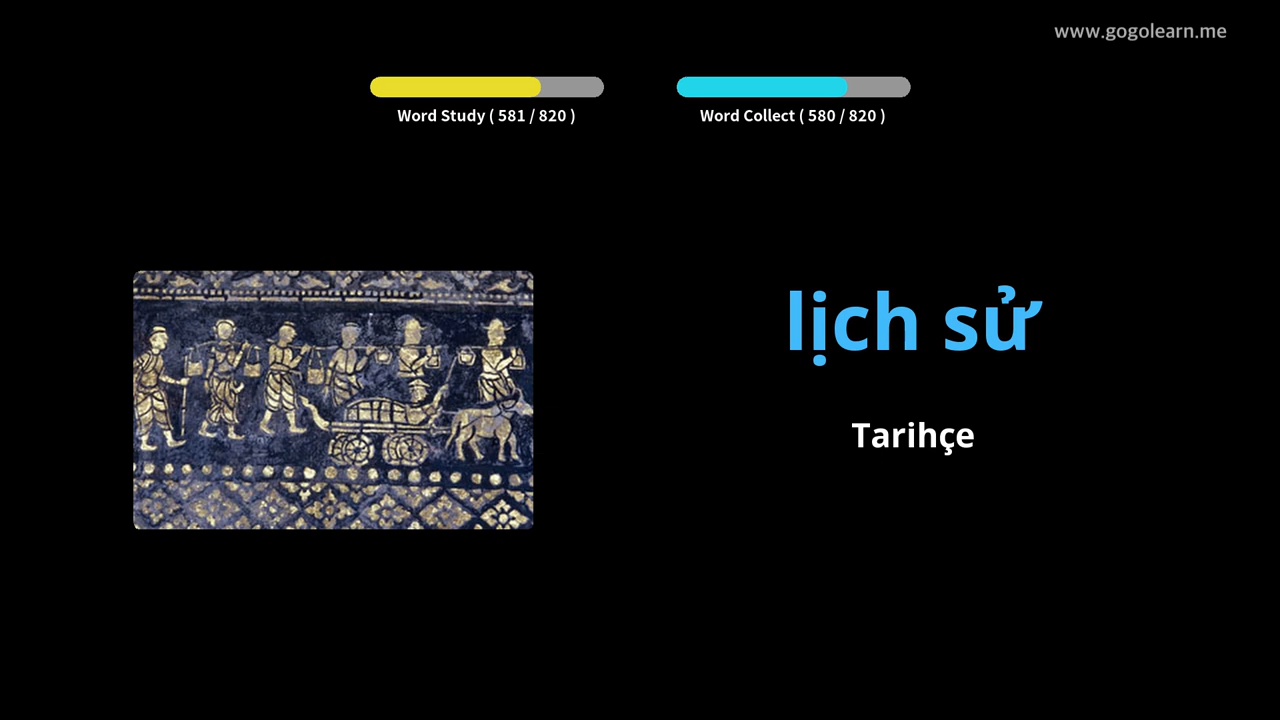 www.gogolearn.me
Word Study ( 581 / 820 )
Word Collect ( 580 / 820 )
lịch sử
Tarihçe